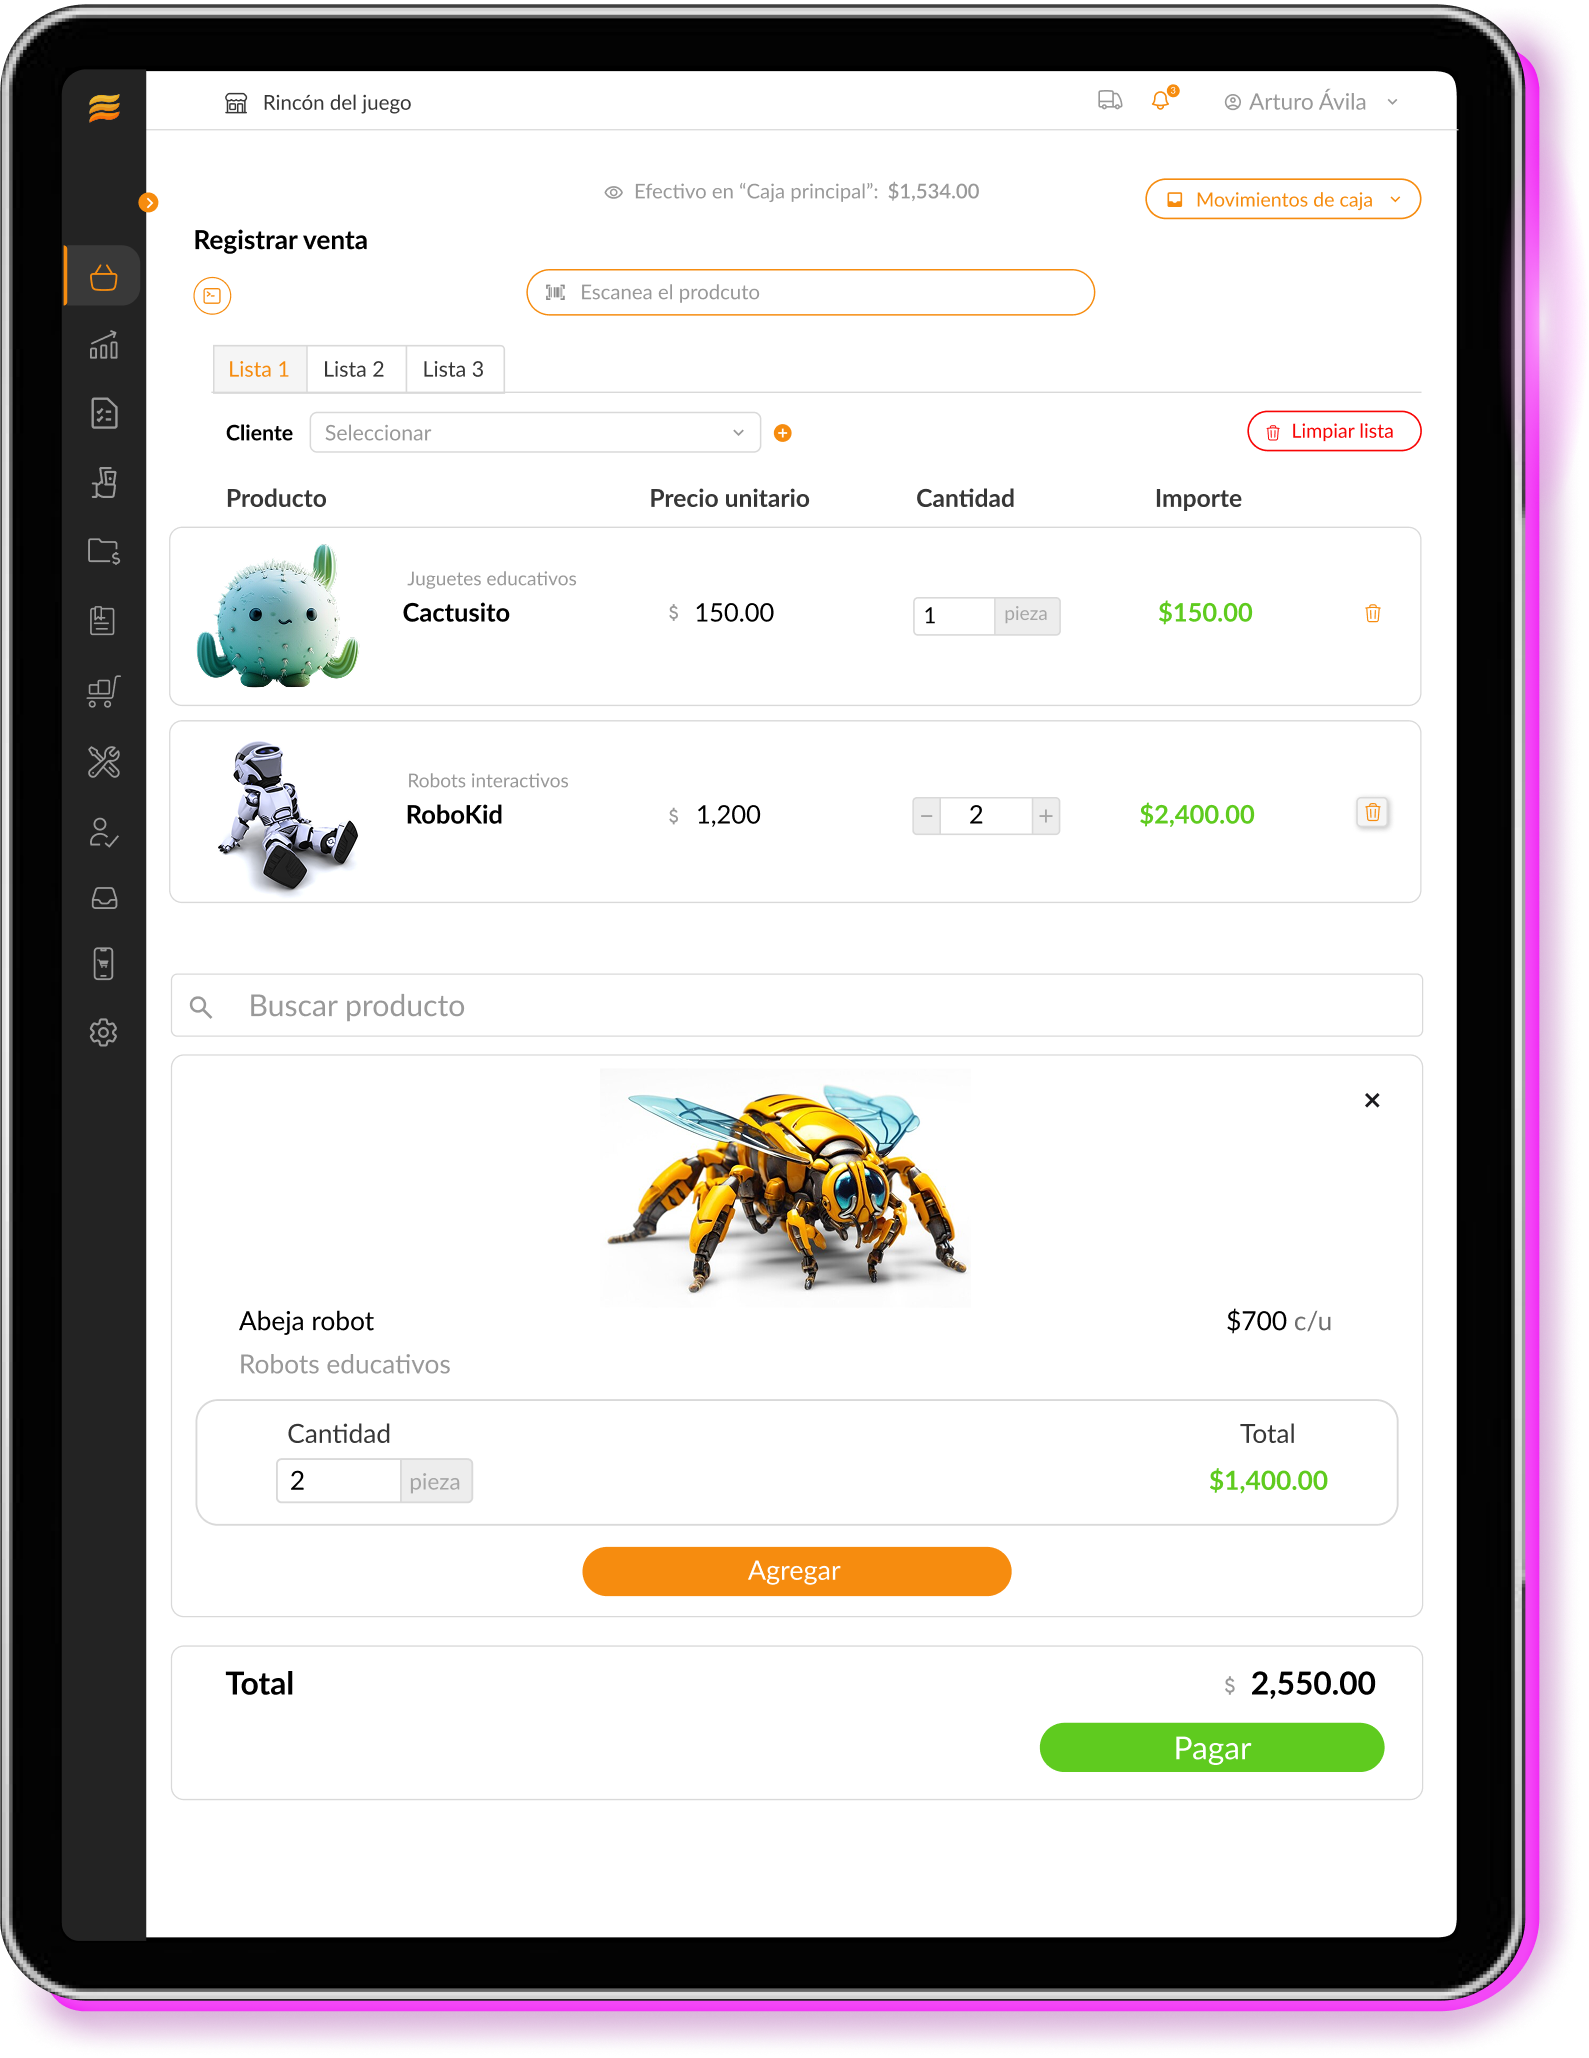 Rincón del juego
3
Arturo Ávila
Efectivo en “Caja principal”: $1,534.00
Movimientos de caja
Registrar venta
Escanea el prodcuto
Lista 1 Lista 2 Lista 3
Cliente Seleccionar
Limpiar lista
Producto Precio unitario Cantidad Importe
Juguetes educativos
Cactusito $ 150.00 1 pieza $150.00
Robots interactivos
RoboKid $ 1,200 − 2 + $2,400.00
Buscar producto
Abeja robot $700 c/u
Robots educativos
Cantidad Total
2 pieza $1,400.00
Agregar
Total $ 2,550.00
Pagar